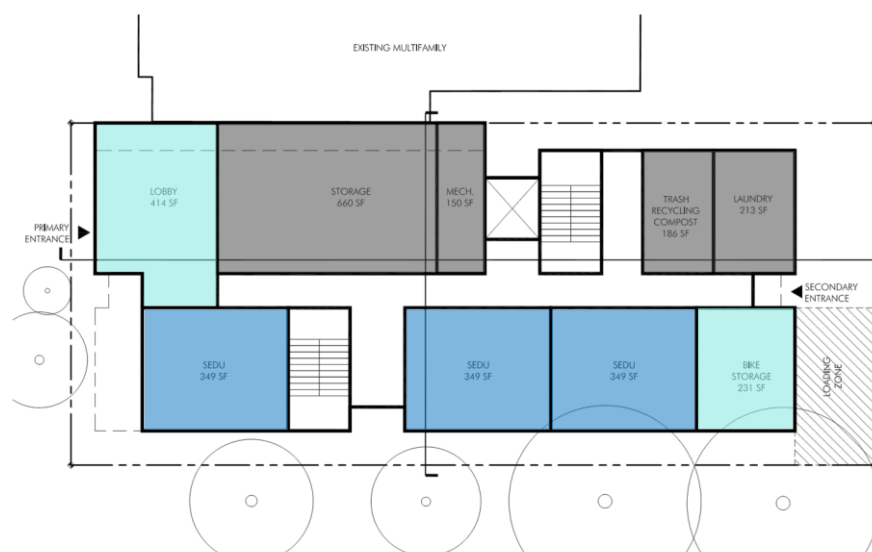 EXISTING MULTIFAMILY
LOBBY
414 SF
STORAGE
660 SF
MECH.
150 SF
TRASH
RECYCLING
COMPOST
186 SF
LAUNDRY
213 SF
PRIMARY
ENTRANCE
SECONDARY
ENTRANCE
SEDU
349 SF
SEDU
349 SF
SEDU
349 SF
BIKE
STORAGE
231 SF
LOADING
ZONE